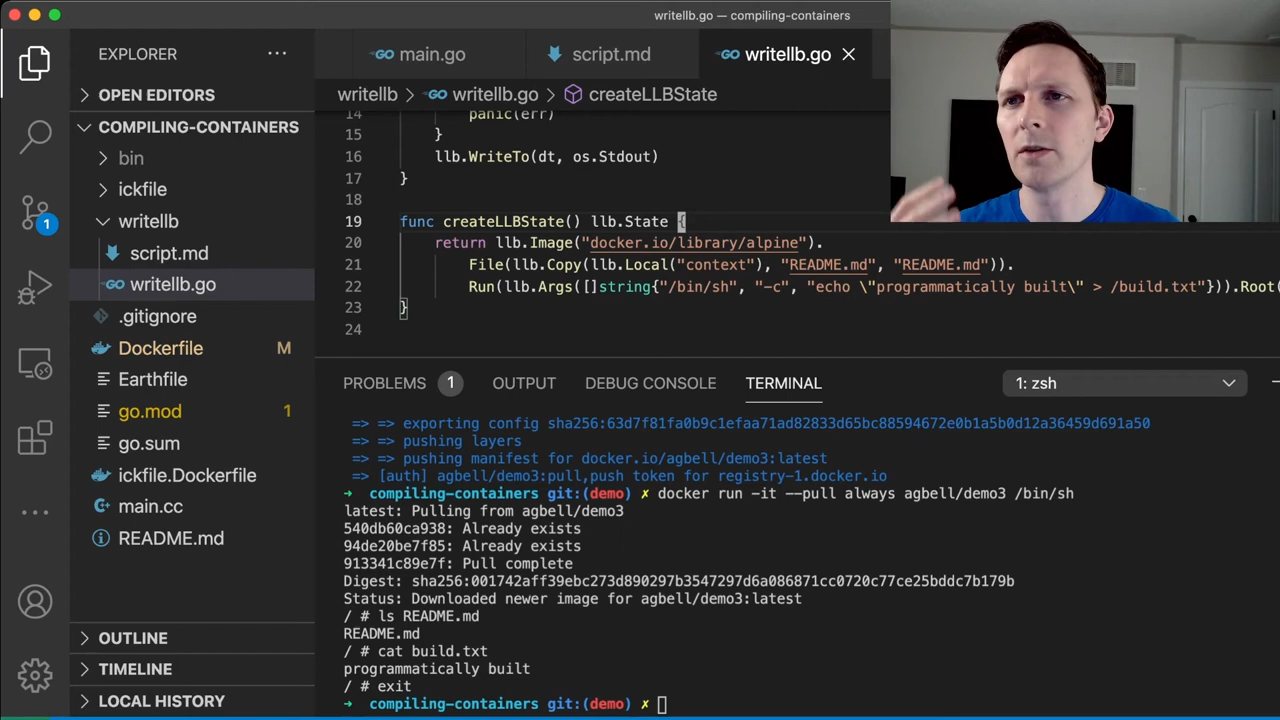 writellb.go — compiling-containers
EXPLORER ···
main.go script.md writellb.go ×
OPEN EDITORS
writellb > writellb.go > createLLBState
COMPILING-CONTAINERS
bin
ickfile
writellb
script.md
writellb.go
.gitignore
Dockerfile M
Earthfile
go.mod 1
go.sum
ickfile.Dockerfile
main.cc
README.md
OUTLINE
TIMELINE
LOCAL HISTORY
1
14 panic(err)
15 }
16 llb.WriteTo(dt, os.Stdout)
17 }
18
19 func createLLBState() llb.State {
20 return llb.Image("docker.io/library/alpine").
21 File(llb.Copy(llb.Local("context"), "README.md", "README.md")).
22 Run(llb.Args([]string{"/bin/sh", "-c", "echo \"programmatically built\" > /build.txt"})).Root(
23 }
24
PROBLEMS 1 OUTPUT DEBUG CONSOLE TERMINAL 1: zsh
=> => exporting config sha256:63d7f81fa0b9c1efaa71ad82833d65bc88594672e0b1a5b0d12a36459d691a50
=> => pushing layers
=> => pushing manifest for docker.io/agbell/demo3:latest
=> [auth] agbell/demo3:pull,push token for registry-1.docker.io
➜ compiling-containers git:(demo) ✗ docker run -it --pull always agbell/demo3 /bin/sh
latest: Pulling from agbell/demo3
540db60ca938: Already exists
94de20be7f85: Already exists
913341c89e7f: Pull complete
Digest: sha256:001742aff39ebc273d890297b3547297d6a086871cc0720c77ce25bddc7b179b
Status: Downloaded newer image for agbell/demo3:latest
/ # ls README.md
README.md
/ # cat build.txt
programmatically built
/ # exit
➜ compiling-containers git:(demo) ✗